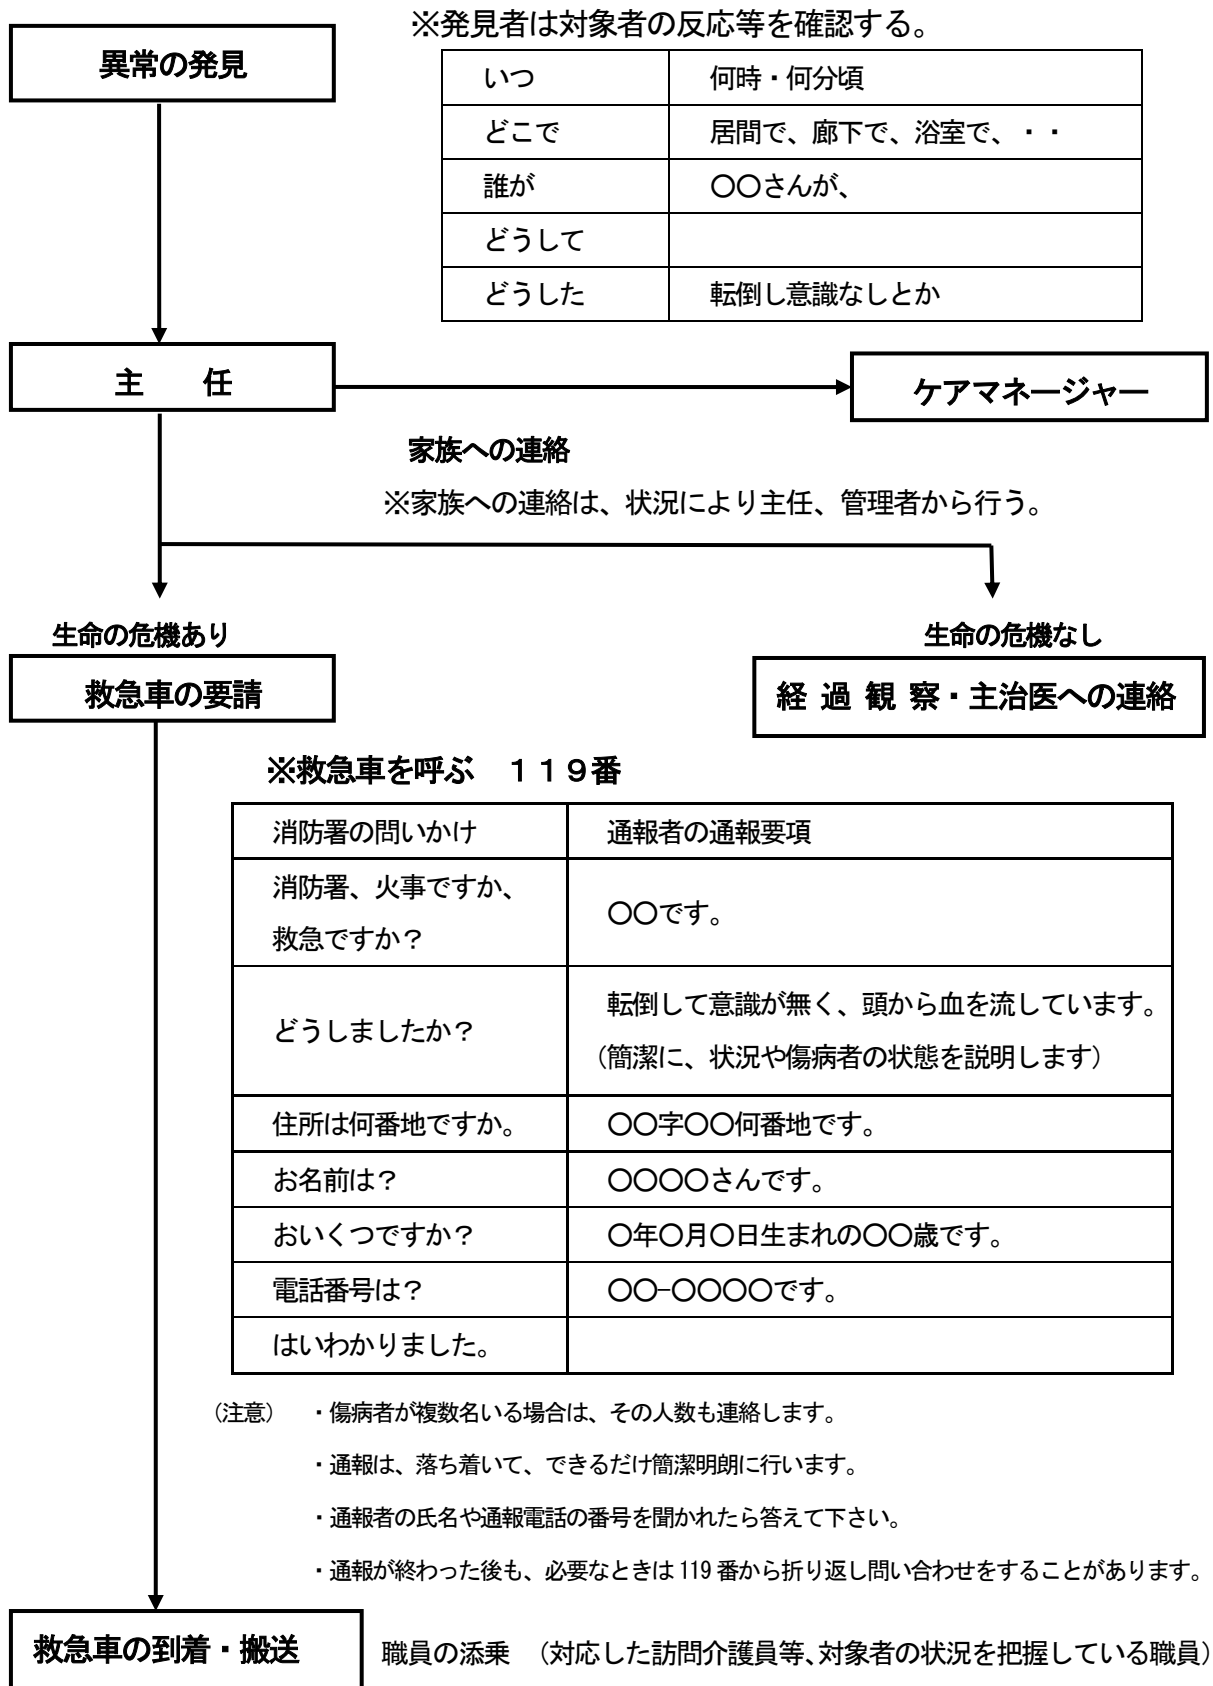 ※発見者は対象者の反応等を確認する。
異常の発見
いつ 何時・何分頃
どこで 居間で、廊下で、浴室で、・・
誰が 〇〇さんが、
どうして
どうした 転倒し意識なしとか
主　　任
ケアマネージャー
家族への連絡
※家族への連絡は、状況により主任、管理者から行う。
生命の危機あり
生命の危機なし
救急車の要請
経 過 観 察・主治医への連絡
※救急車を呼ぶ　１１９番
消防署の問いかけ 通報者の通報要項
消防署、火事ですか、
救急ですか？
〇〇です。
どうしましたか？
転倒して意識が無く、頭から血を流しています。
（簡潔に、状況や傷病者の状態を説明します）
住所は何番地ですか。 〇〇字〇〇何番地です。
お名前は？ 〇〇〇〇さんです。
おいくつですか？ 〇年〇月〇日生まれの〇〇歳です。
電話番号は？ 〇〇-〇〇〇〇です。
はいわかりました。
（注意）　・傷病者が複数名いる場合は、その人数も連絡します。
・通報は、落ち着いて、できるだけ簡潔明朗に行います。
・通報者の氏名や通報電話の番号を聞かれたら答えて下さい。
・通報が終わった後も、必要なときは 119 番から折り返し問い合わせをすることがあります。
救急車の到着・搬送
職員の添乗　（対応した訪問介護員等、対象者の状況を把握している職員）